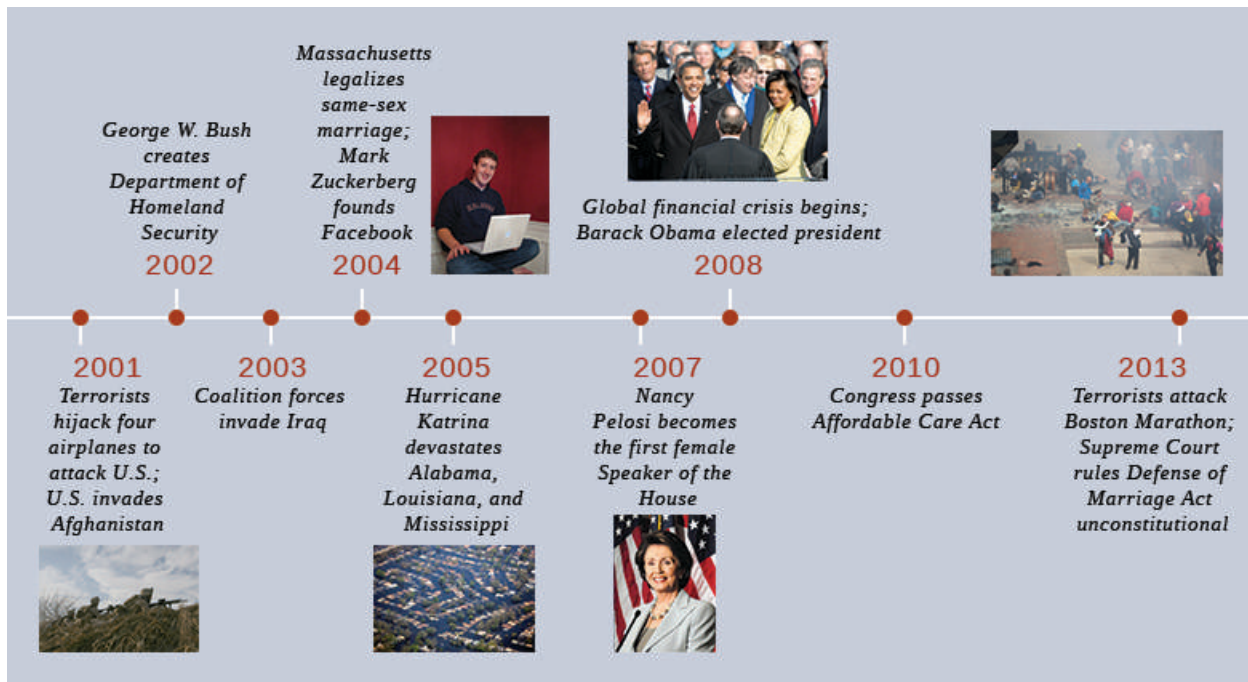 George W. Bush
creates
Department of
Homeland
Security
2002
Massachusetts
legalizes
same-sex
marriage;
Mark
Zuckerberg
founds
Facebook
2004
Global financial crisis begins;
Barack Obama elected president
2008
2001
Terrorists
hijack four
airplanes to
attack U.S.;
U.S. invades
Afghanistan
2003
Coalition forces
invade Iraq
2005
Hurricane
Katrina
devastates
Alabama,
Louisiana, and
Mississippi
2007
Nancy
Pelosi becomes
the first female
Speaker of the
House
2010
Congress passes
Affordable Care Act
2013
Terrorists attack
Boston Marathon;
Supreme Court
rules Defense of
Marriage Act
unconstitutional